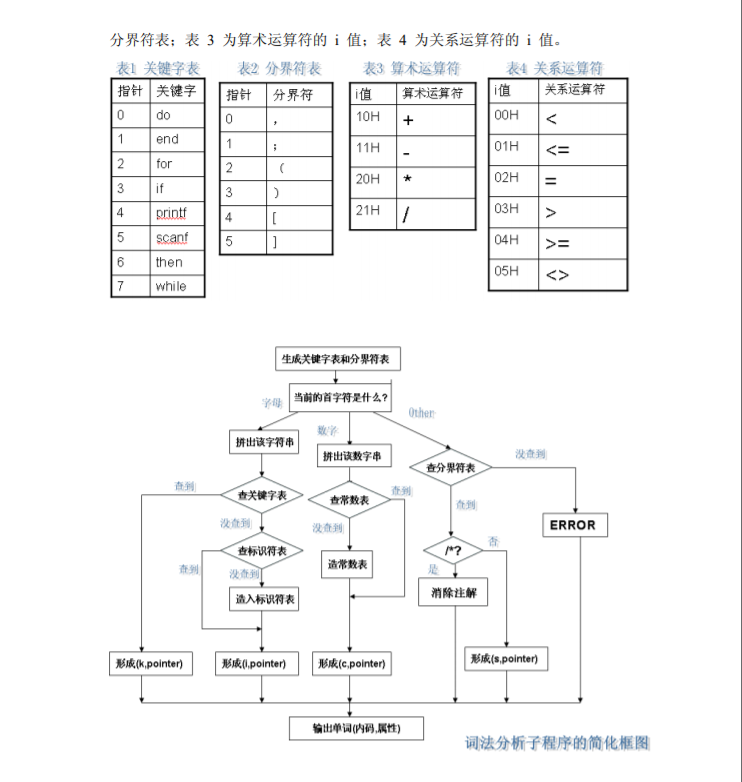 分界符表；表 3 为算术运算符的 i 值；表 4 为关系运算符的 i 值。
表1 关键字表
指针 关键字
0 do
1 end
2 for
3 if
4 printf
5 scanf
6 then
7 while
表2 分界符表
指针 分界符
0 ,
1 ;
2 (
3 )
4 [
5 ]
表3 算术运算符
i值 算术运算符
10H +
11H -
20H *
21H /
表4 关系运算符
i值 关系运算符
00H <
01H <=
02H =
03H >
04H >=
05H <>
生成关键字表和分界符表
当前的首字符是什么?
字母
数字
Other
拼出该字符串
拼出该数字串
查分界符表
没查到
查到
查关键字表
查常数表
查到
查到
ERROR
没查到
没查到
查标识符表
/*?
否
查到
没查到
造常数表
是
造入标识符表
消除注解
形成(k,pointer)
形成(i,pointer)
形成(c,pointer)
形成(s,pointer)
输出单词(内码,属性)
词法分析子程序的简化框图